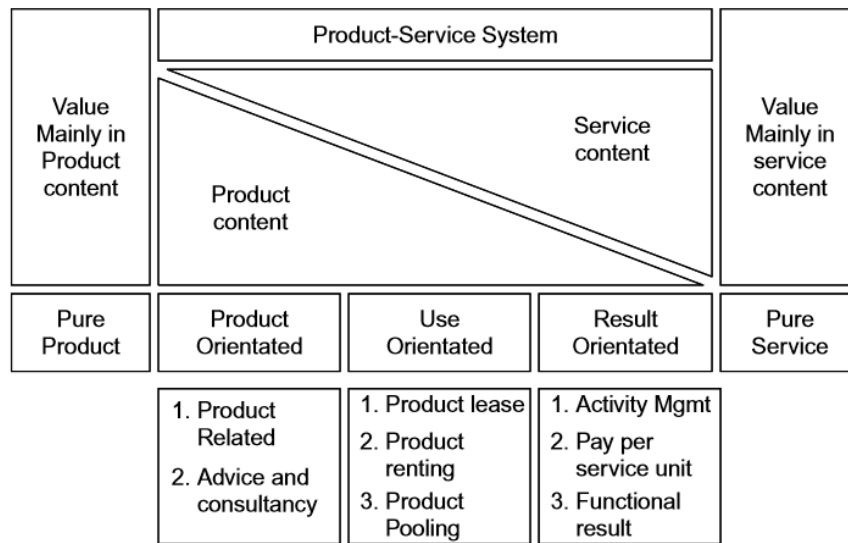 Product-Service System
Value
Mainly in
Product
content
Service
content
Product
content
Value
Mainly in
service
content
Pure
Product
Product
Orientated
Use
Orientated
Result
Orientated
Pure
Service
1. Product
Related
2. Advice and
consultancy
1. Product lease
2. Product
renting
3. Product
Pooling
1. Activity Mgmt
2. Pay per
service unit
3. Functional
result